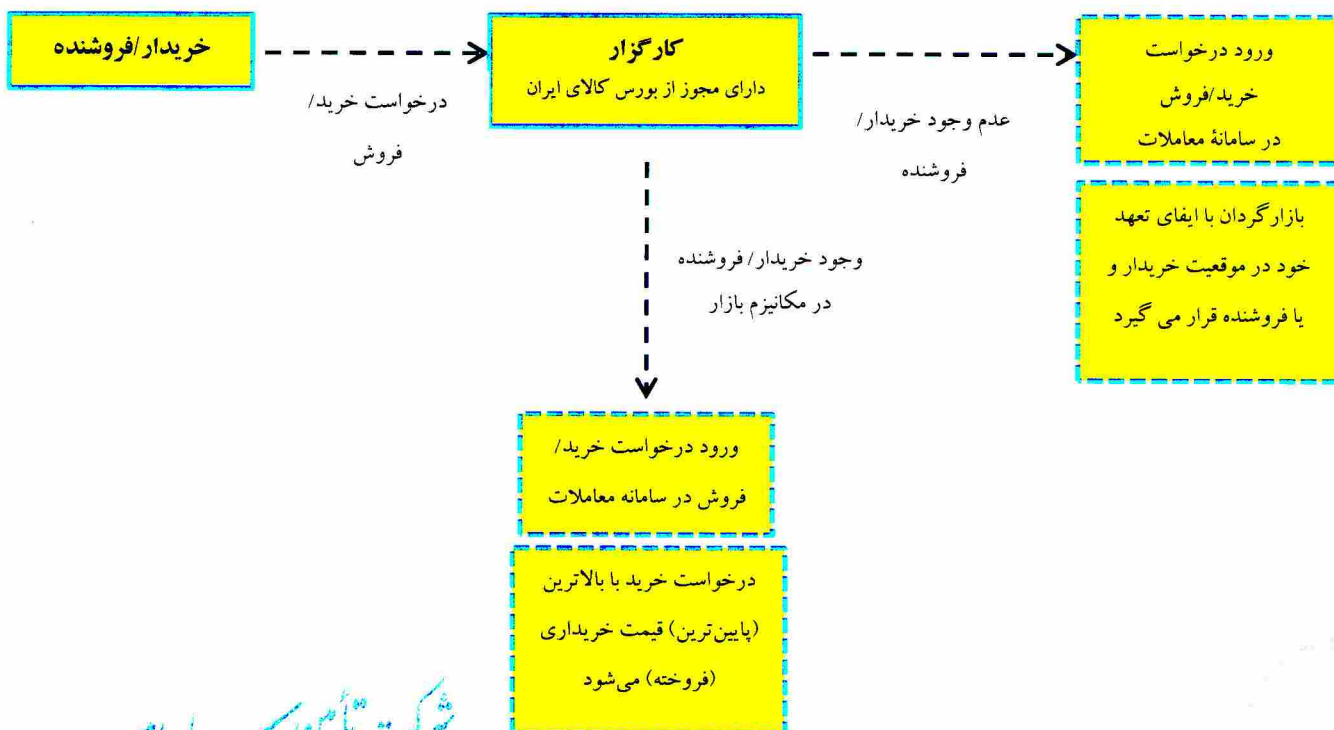 خریدار/فروشنده
درخواست خرید/
فروش
کارگزار
دارای مجوز از بورس کالای ایران
عدم وجود خریدار/
فروشنده
ورود درخواست
خرید/فروش
در سامانهٔ معاملات
بازارگردان با ایفای تعهد
خود در موقعیت خریدار و
یا فروشنده قرار می گیرد
وجود خریدار/ فروشنده
در مکانیزم بازار
ورود درخواست خرید/
فروش در سامانه معاملات
درخواست خرید با بالاترین
(پایین‌ترین) قیمت خریداری
(فروخته) می‌شود
شرکت تأمین